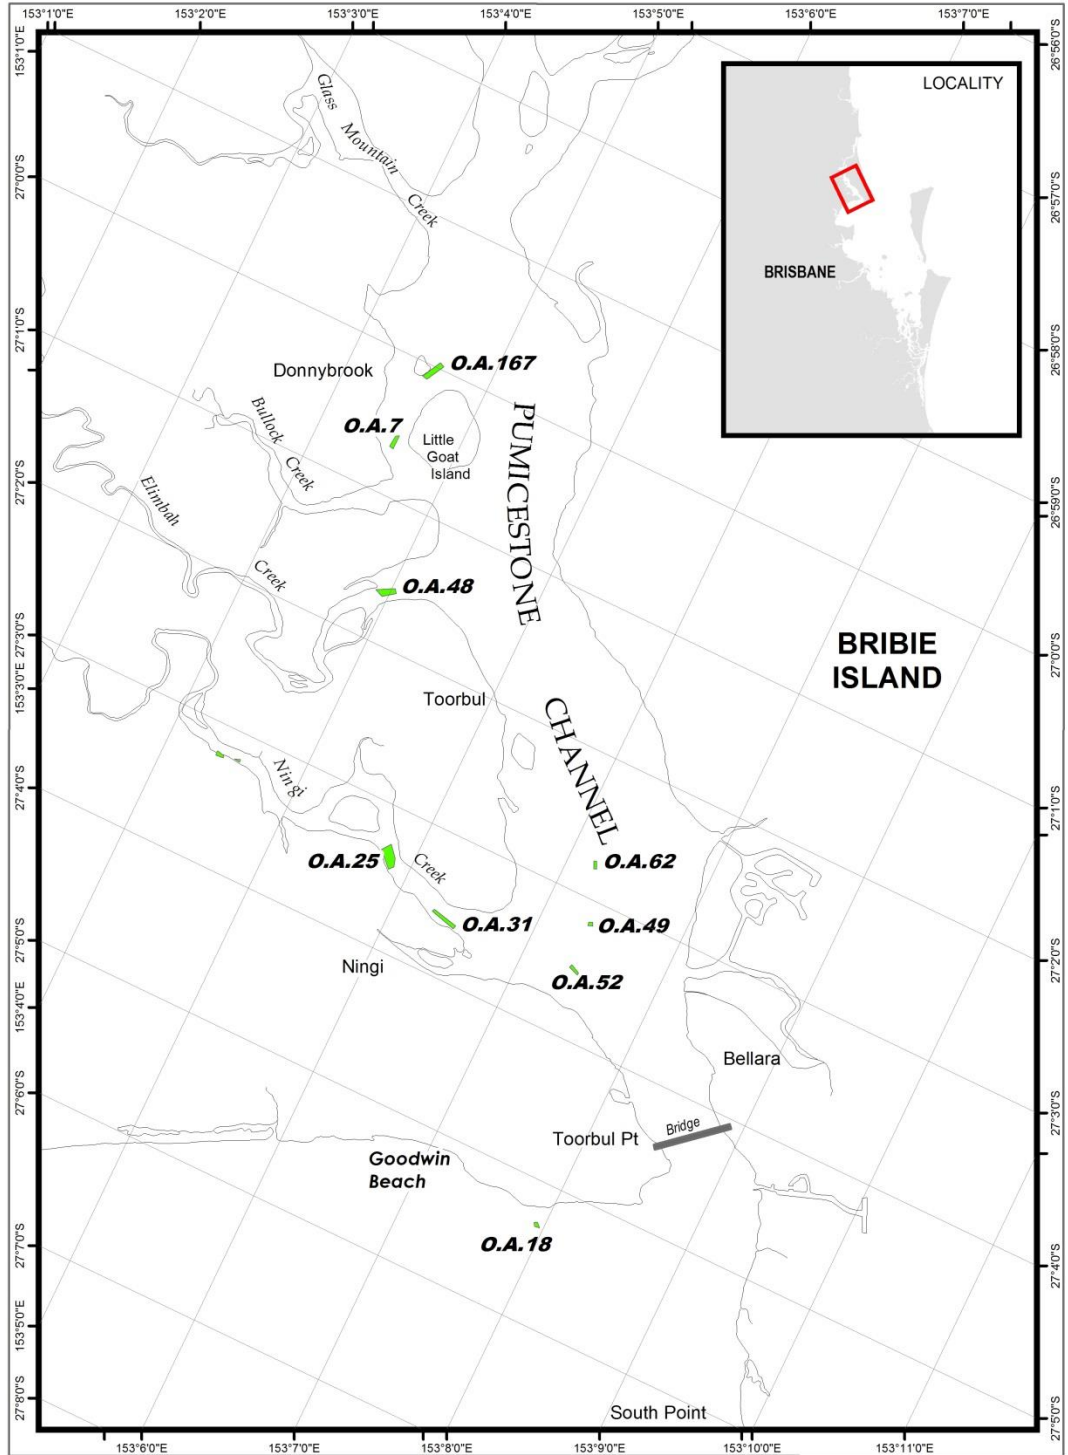 153°1'0"E
153°2'0"E
153°3'0"E
153°4'0"E
153°5'0"E
153°6'0"E
153°7'0"E
153°1'0"E
27°0'0"S
27°1'0"S
27°2'0"S
27°3'0"S
153°3'0"E
27°4'0"S
27°5'0"S
153°4'0"E
27°6'0"S
27°7'0"S
153°5'0"E
27°8'0"S
26°56'0"S
26°57'0"S
26°58'0"S
26°59'0"S
27°0'0"S
27°1'0"S
27°2'0"S
27°3'0"S
27°4'0"S
27°5'0"S
LOCALITY
BRISBANE
Glass
Mountain
Creek
Donnybrook
O.A.167
O.A.7
Little
Goat
Island
Bullock
Creek
Elimbah
Creek
PUMICESTONE
CHANNEL
O.A.48
BRIBIE
ISLAND
Toorbul
Ningi
Creek
O.A.25
O.A.62
O.A.31
O.A.49
Ningi
O.A.52
Bellara
Bridge
Toorbul Pt
Goodwin
Beach
O.A.18
South Point
153°6'0"E
153°7'0"E
153°8'0"E
153°9'0"E
153°10'0"E
153°11'0"E